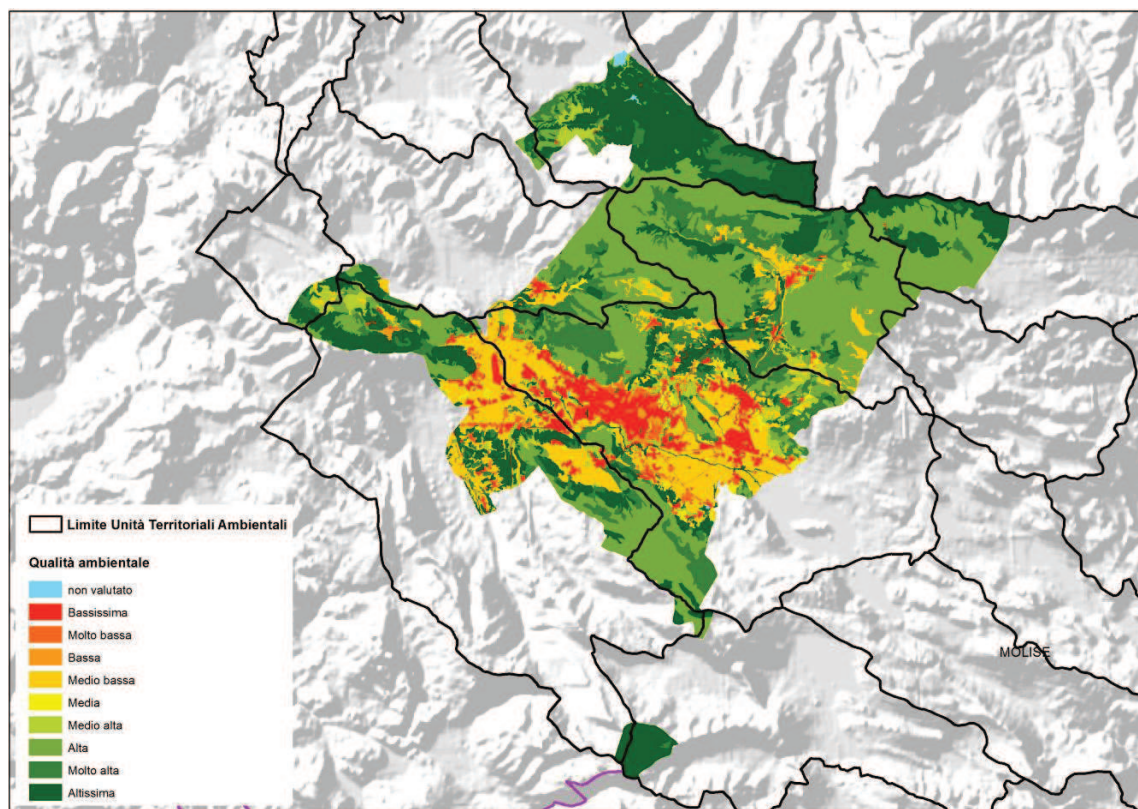 MOLISE
Limite Unità Territoriali Ambientali
Qualità ambientale
non valutato
Bassissima
Molto bassa
Bassa
Medio bassa
Media
Medio alta
Alta
Molto alta
Altissima